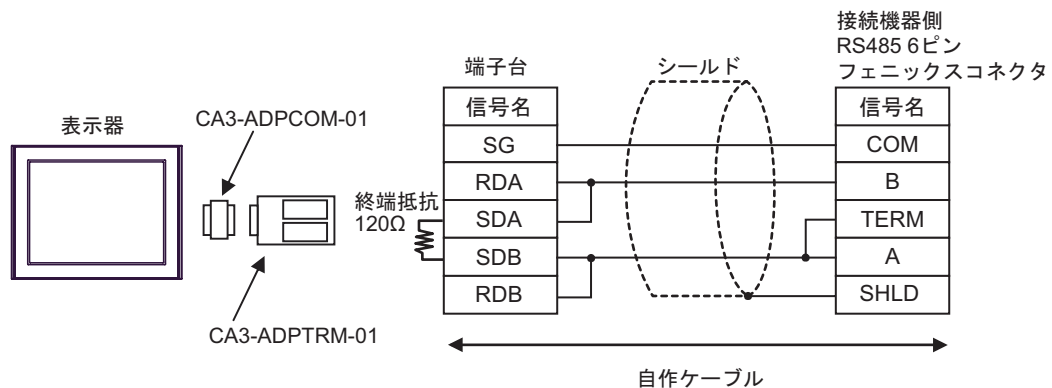 接続機器側
RS485 6ピン
フェニックスコネクタ
端子台
シールド
信号名
信号名
表示器
CA3-ADPCOM-01
SG
COM
RDA
B
終端抵抗
120Ω
SDA
TERM
SDB
A
RDB
SHLD
CA3-ADPTRM-01
自作ケーブル